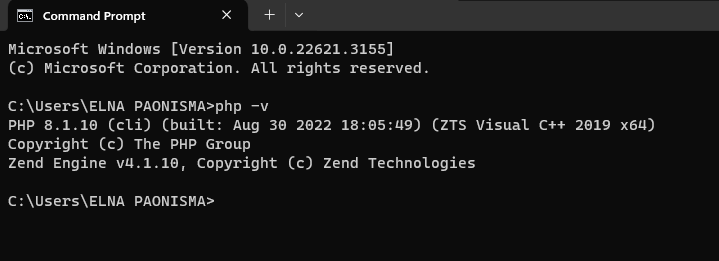 Command Prompt
Microsoft Windows [Version 10.0.22621.3155]
(c) Microsoft Corporation. All rights reserved.
C:\Users\ELNA PAONISMA>php -v
PHP 8.1.10 (cli) (built: Aug 30 2022 18:05:49) (ZTS Visual C++ 2019 x64)
Copyright (c) The PHP Group
Zend Engine v4.1.10, Copyright (c) Zend Technologies
C:\Users\ELNA PAONISMA>